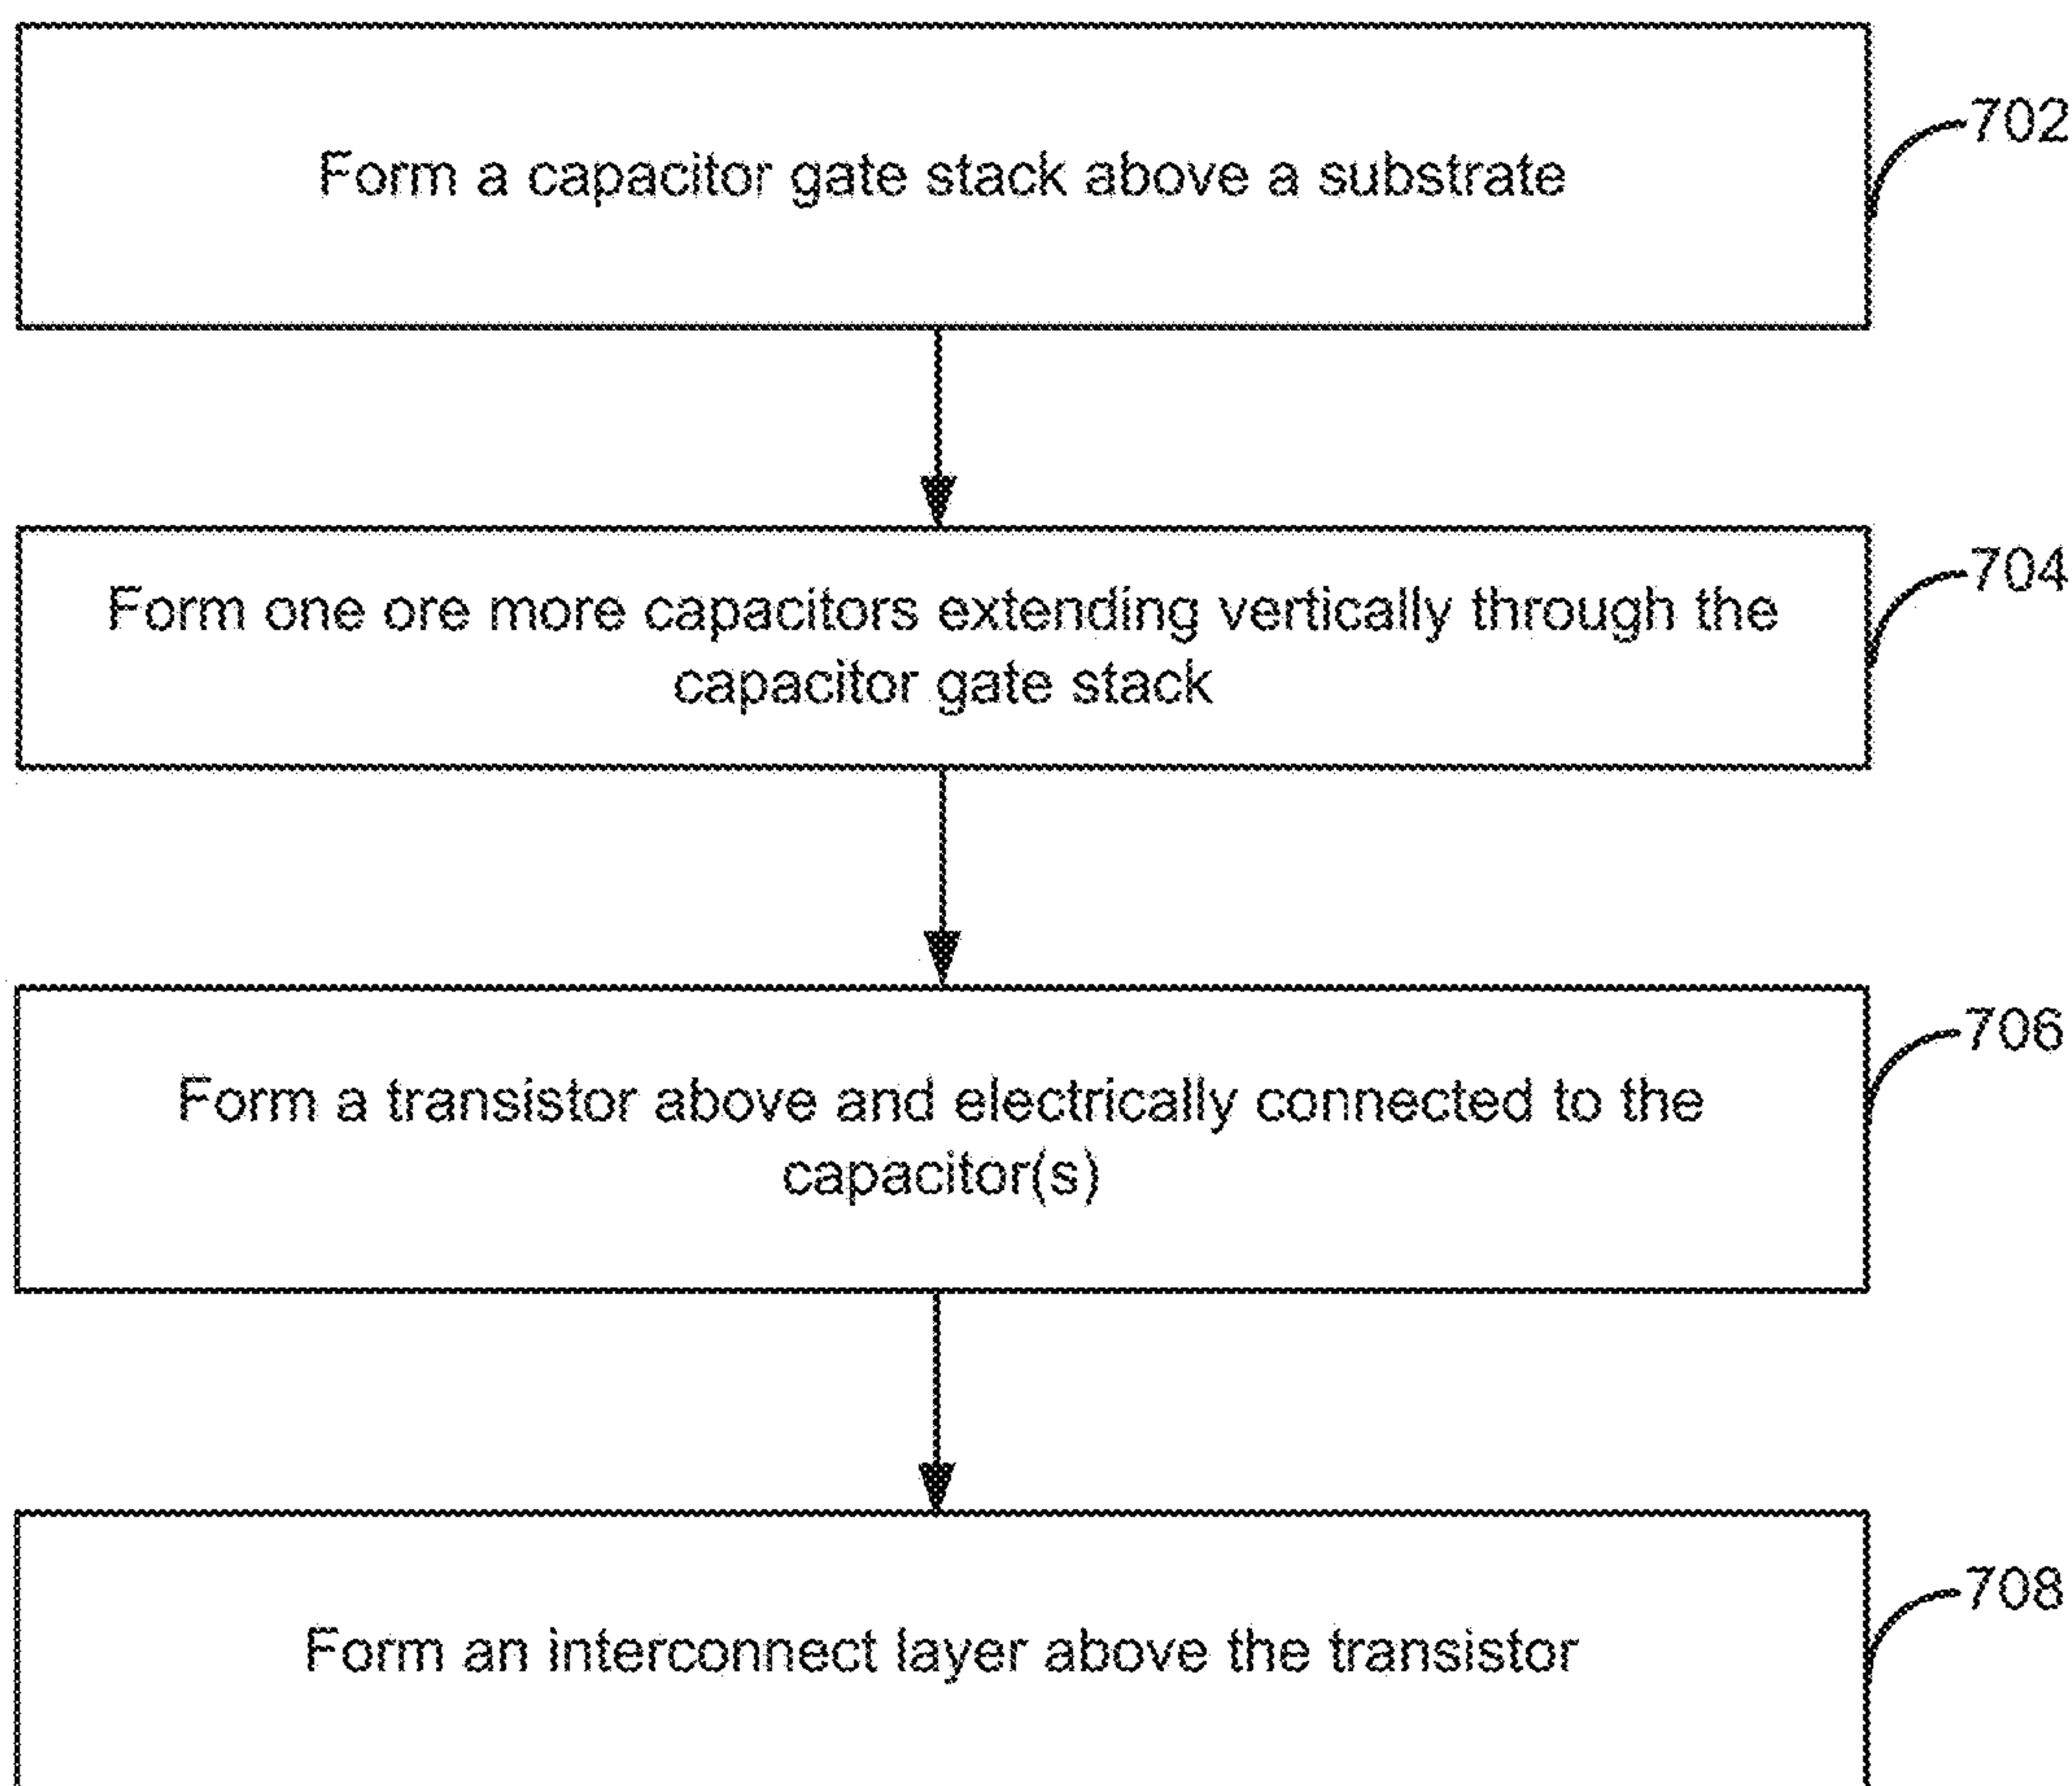 Form a capacitor gate stack above a substrate
702
Form one ore more capacitors extending vertically through the
capacitor gate stack
704
Form a transistor above and electrically connected to the
capacitor(s)
706
Form an interconnect layer above the transistor
708